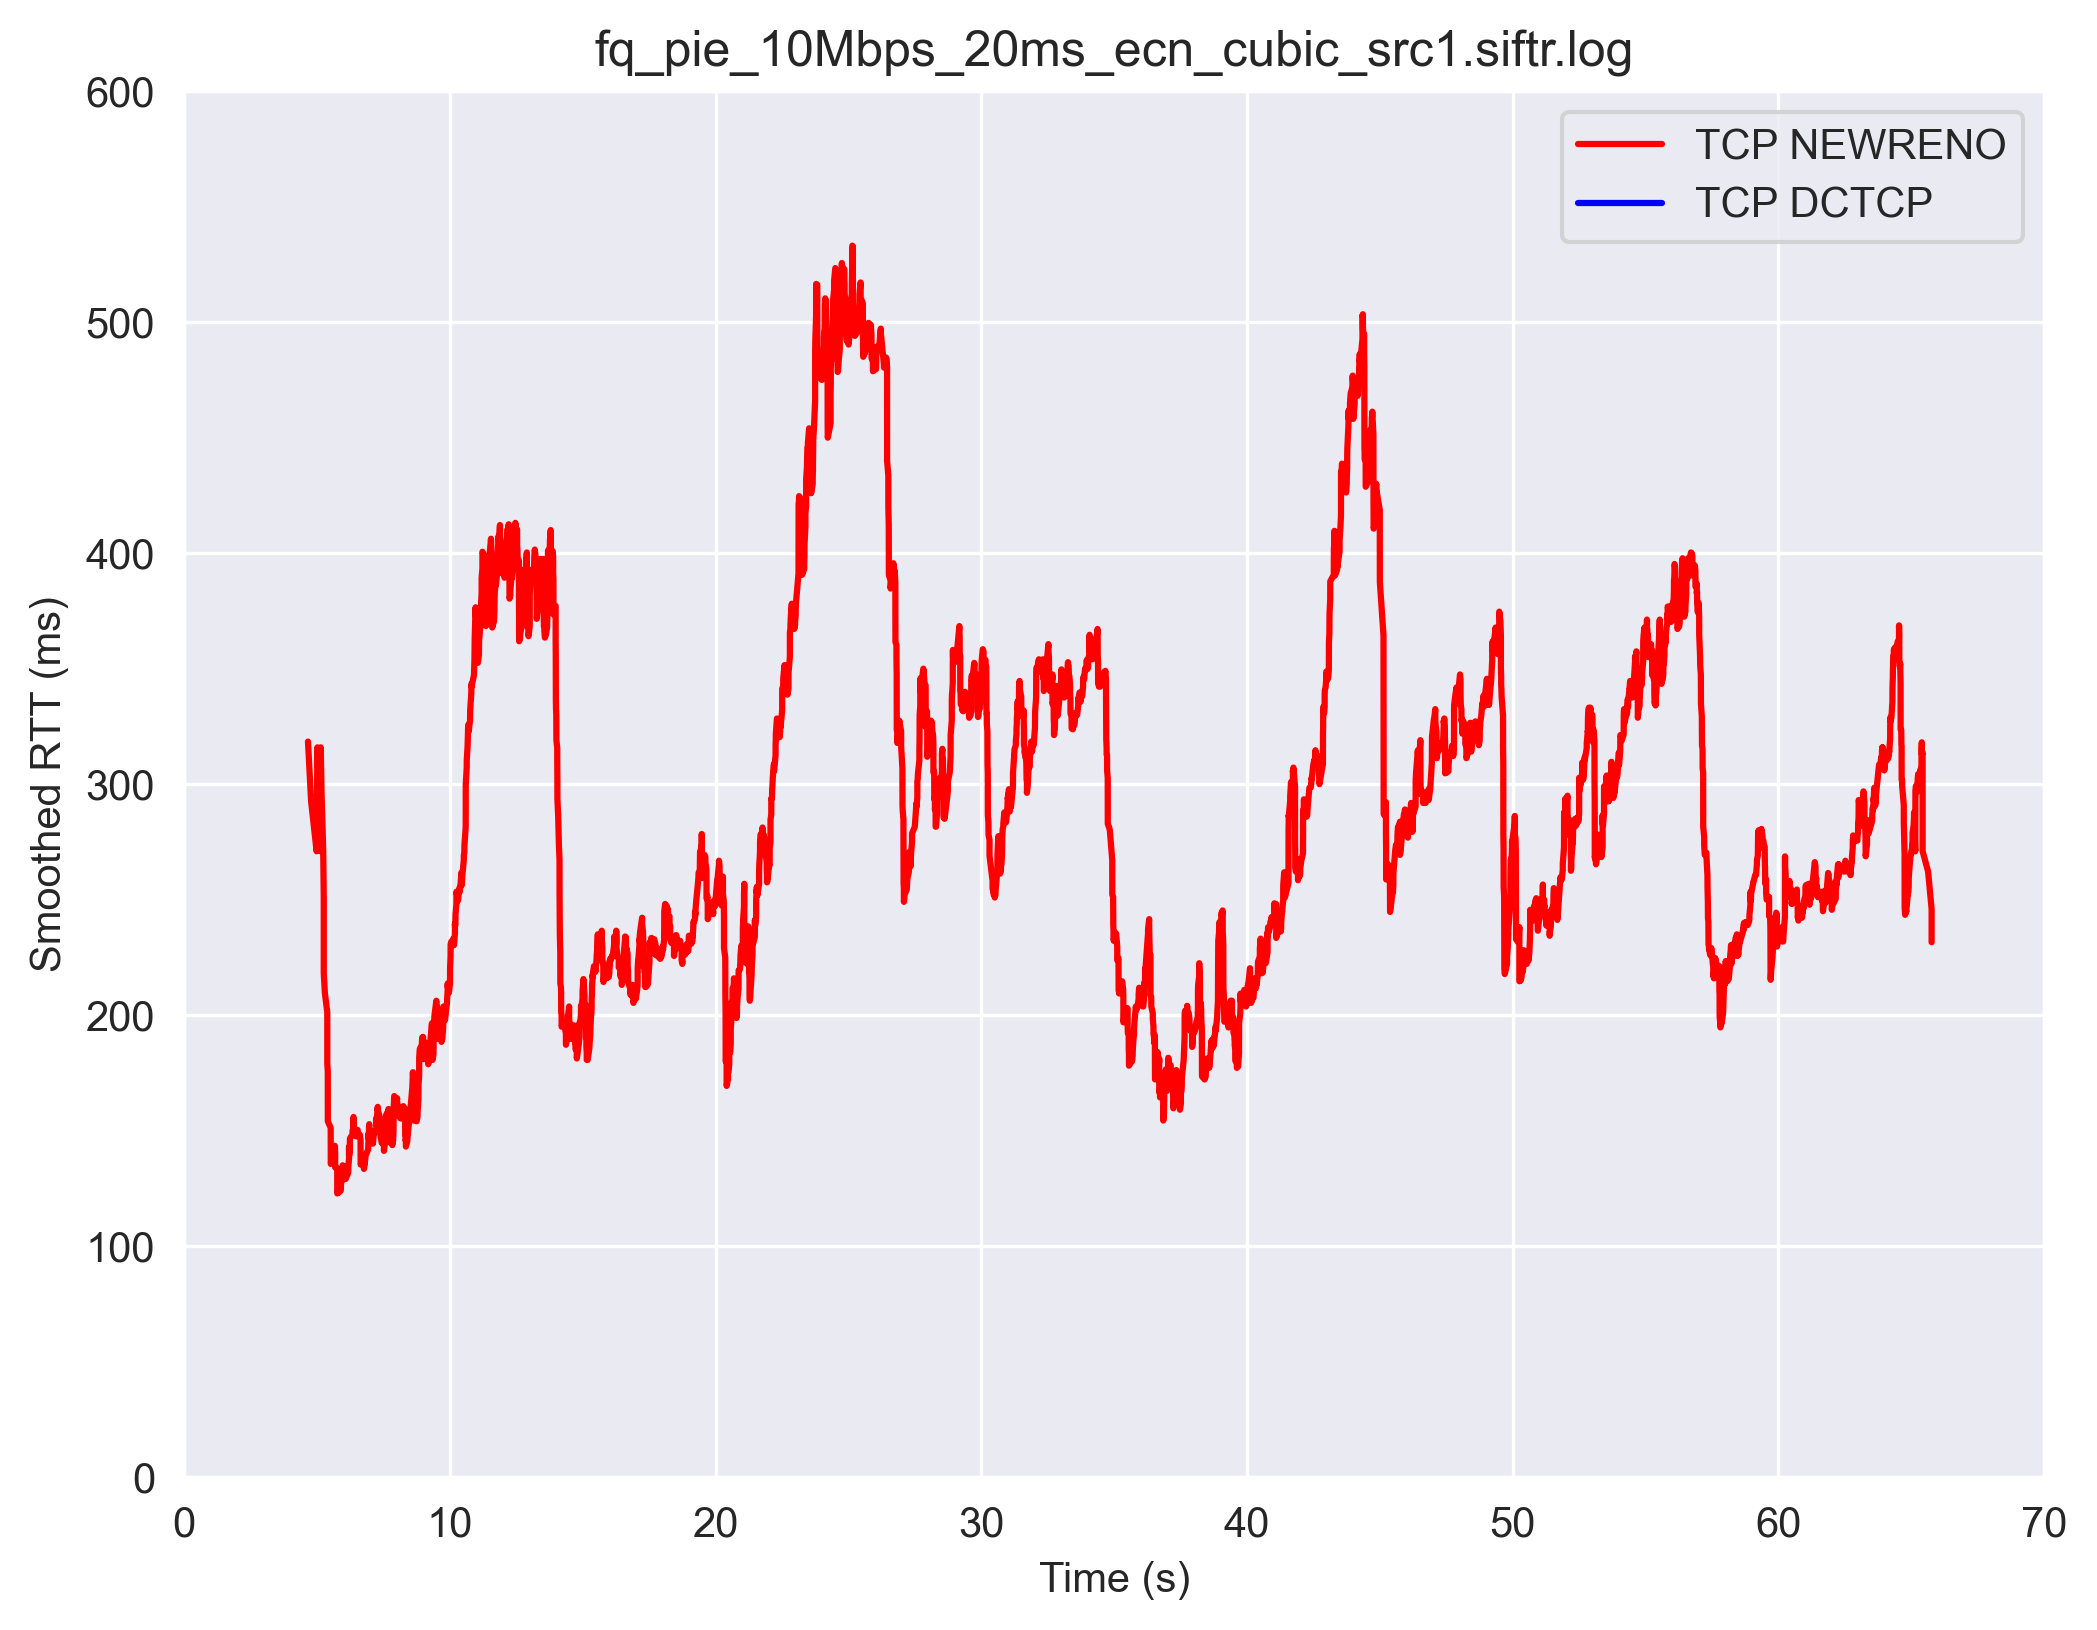 fq_pie_10Mbps_20ms_ecn_cubic_src1.siftr.log
TCP NEWRENO
TCP DCTCP
Smoothed RTT (ms)
600
500
400
300
200
100
0
0 10 20 30 40 50 60 70
Time (s)